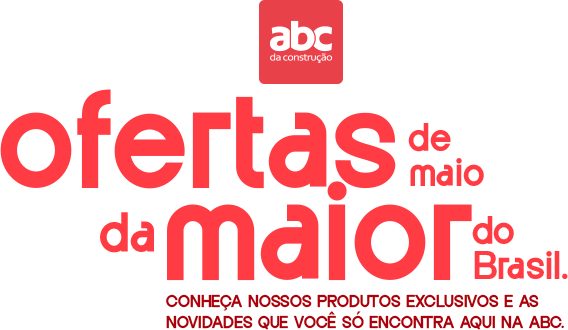 abc
da construção
ofertas de maio
da maior do Brasil.
CONHEÇA NOSSOS PRODUTOS EXCLUSIVOS E AS
NOVIDADES QUE VOCÊ SÓ ENCONTRA AQUI NA ABC.